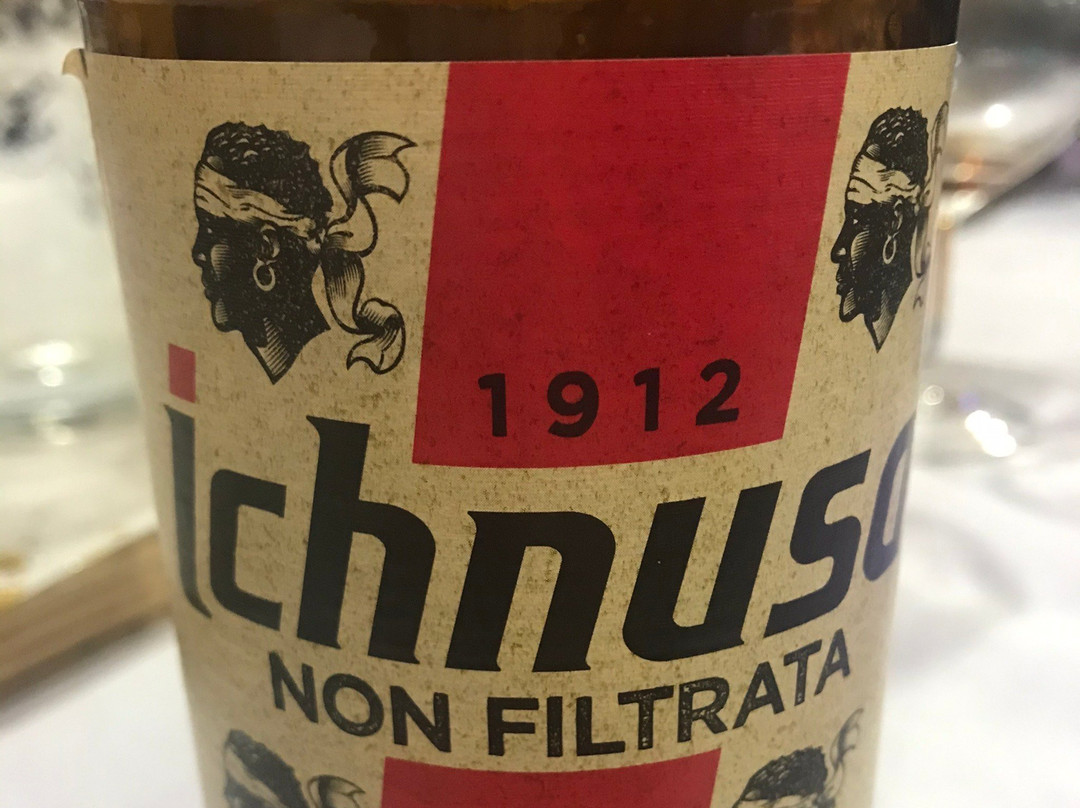 1912
ichnusa
NON FILTRATA